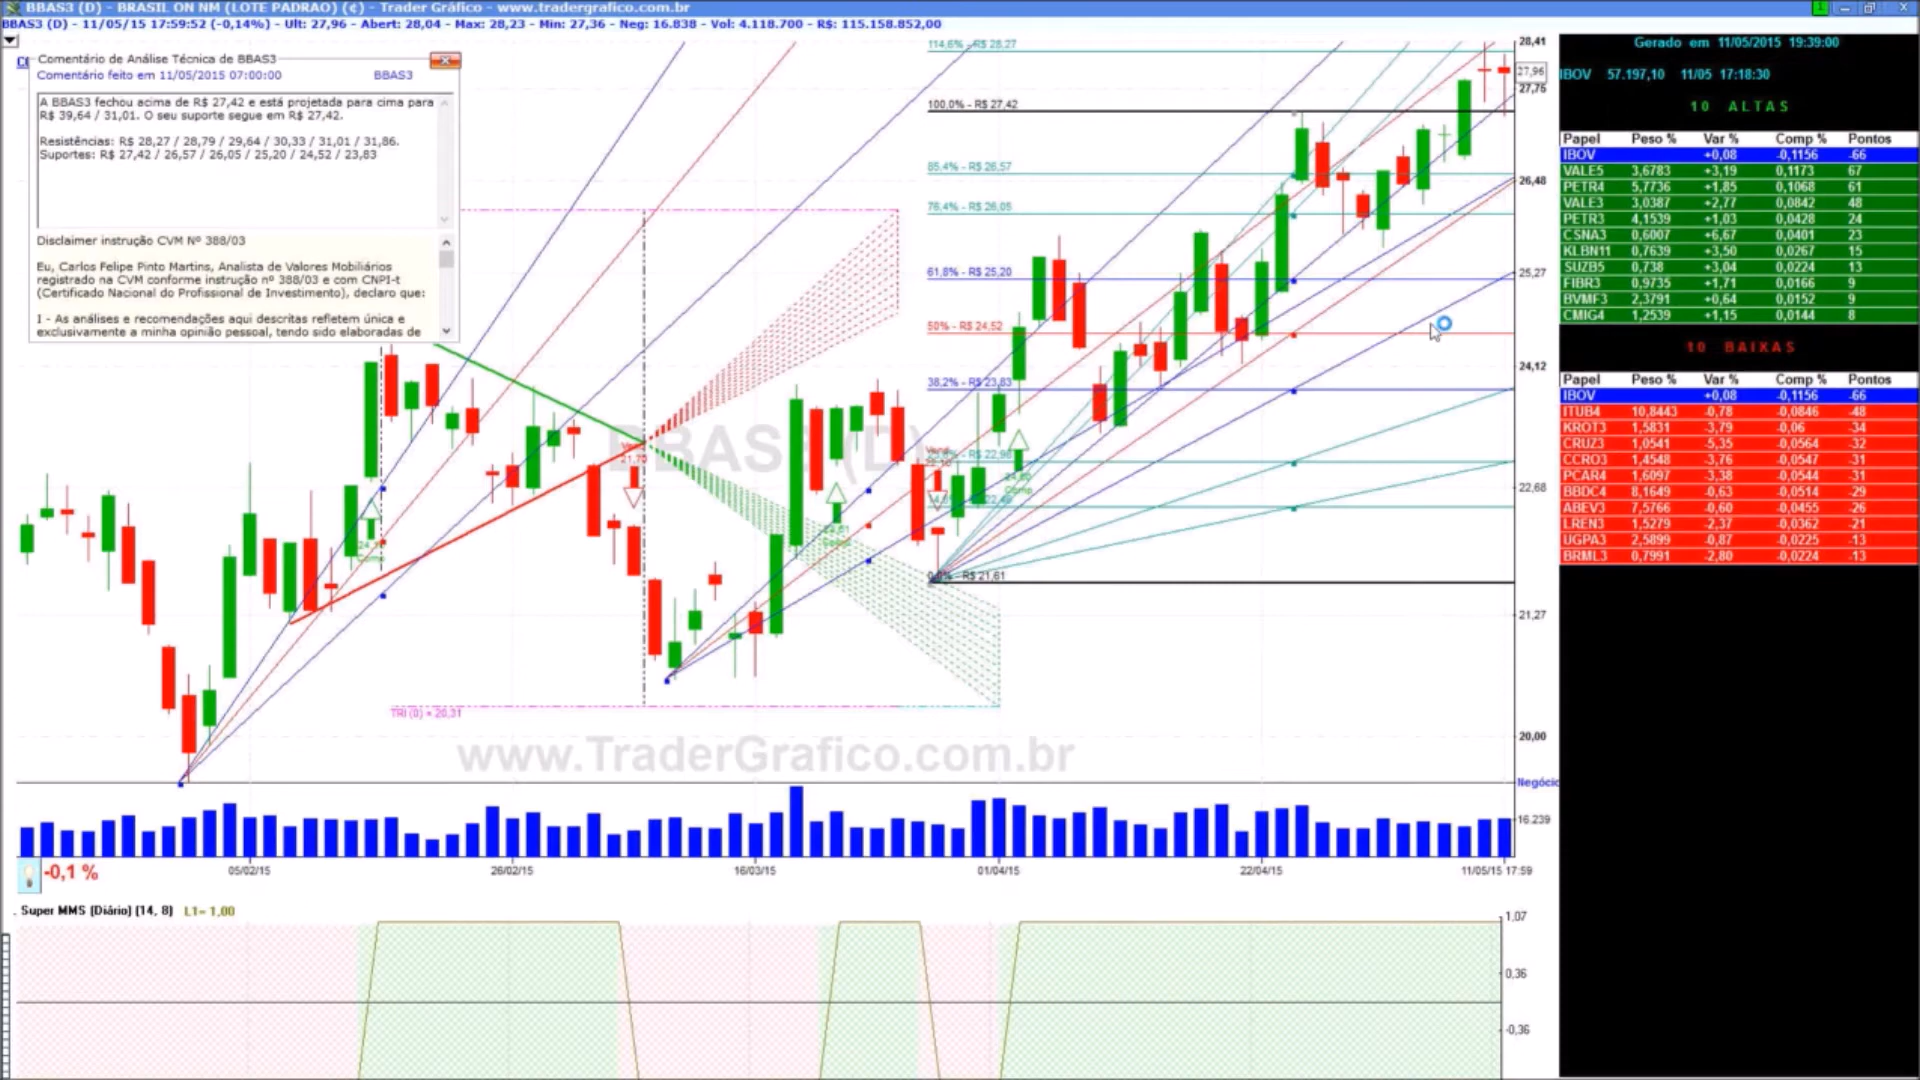 BBAS3 (D) - BRASIL ON NM (LOTE PADRAO) (¢) - Trader Gráfico - www.tradergrafico.com.br
BBAS3 (D) - 11/05/15 17:59:52 (-0,14%) - Ult: 27,96 - Abert: 28,04 - Max: 28,23 - Min: 27,36 - Neg: 16.838 - Vol: 4.118.700 - R$: 115.158.852,00
Comentário de Análise Técnica de BBAS3
Comentário feito em 11/05/2015 07:00:00 BBAS3
A BBAS3 fechou acima de R$ 27,42 e está projetada para cima para
R$ 39,64 / 31,01. O seu suporte segue em R$ 27,42.
Resistências: R$ 28,27 / 28,79 / 29,64 / 30,33 / 31,01 / 31,86.
Suportes: R$ 27,42 / 26,57 / 26,05 / 25,20 / 24,52 / 23,83
Disclaimer instrução CVM Nº 388/03
Eu, Carlos Felipe Pinto Martins, Analista de Valores Mobiliários
registrado na CVM conforme instrução nº 388/03 e com CNPI-t
(Certificado Nacional do Profissional de Investimento), declaro que:
I - As análises e recomendações aqui descritas refletem única e
exclusivamente a minha opinião pessoal, tendo sido elaboradas de
114,6% - R$ 28,27
100,0% - R$ 27,42
85,4% - R$ 26,57
76,4% - R$ 26,05
61,8% - R$ 25,20
50% - R$ 24,52
38,2% - R$ 23,83
0,0% - R$ 21,61
TRI (0) = 20,31
BBAS3 (D)
www.TraderGrafico.com.br
28,41
27,96
27,75
26,48
25,27
24,12
22,68
21,27
20,00
Negócio
16.239
-0,1 %
05/02/15 26/02/15 16/03/15 01/04/15 22/04/15 11/05/15 17:59
. Super MMS (Diário) (14, 8) L1= 1,00
1,07
0,36
-0,36
Gerado em 11/05/2015 19:39:00
IBOV 57.197,10 11/05 17:18:30
10 ALTAS
Papel Peso % Var % Comp % Pontos
IBOV +0,08 -0,1156 -66
VALE5 3,6783 +3,19 0,1173 67
PETR4 5,7736 +1,85 0,1068 61
VALE3 3,0387 +2,77 0,0842 48
PETR3 4,1539 +1,03 0,0428 24
CSNA3 0,6007 +6,67 0,0401 23
KLBN11 0,7639 +3,50 0,0267 15
SUZB5 0,738 +3,04 0,0224 13
FIBR3 0,9735 +1,71 0,0166 9
BVMF3 2,3791 +0,64 0,0152 9
CMIG4 1,2539 +1,15 0,0144 8
10 BAIXAS
Papel Peso % Var % Comp % Pontos
IBOV +0,08 -0,1156 -66
ITUB4 10,8443 -0,78 -0,0846 -48
KROT3 1,5831 -3,79 -0,06 -34
CRUZ3 1,0541 -5,35 -0,0564 -32
CCRO3 1,4548 -3,76 -0,0547 -31
PCAR4 1,6097 -3,38 -0,0544 -31
BBDC4 8,1649 -0,63 -0,0514 -29
ABEV3 7,5766 -0,60 -0,0455 -26
LREN3 1,5279 -2,37 -0,0362 -21
UGPA3 2,5899 -0,87 -0,0225 -13
BRML3 0,7991 -2,80 -0,0224 -13